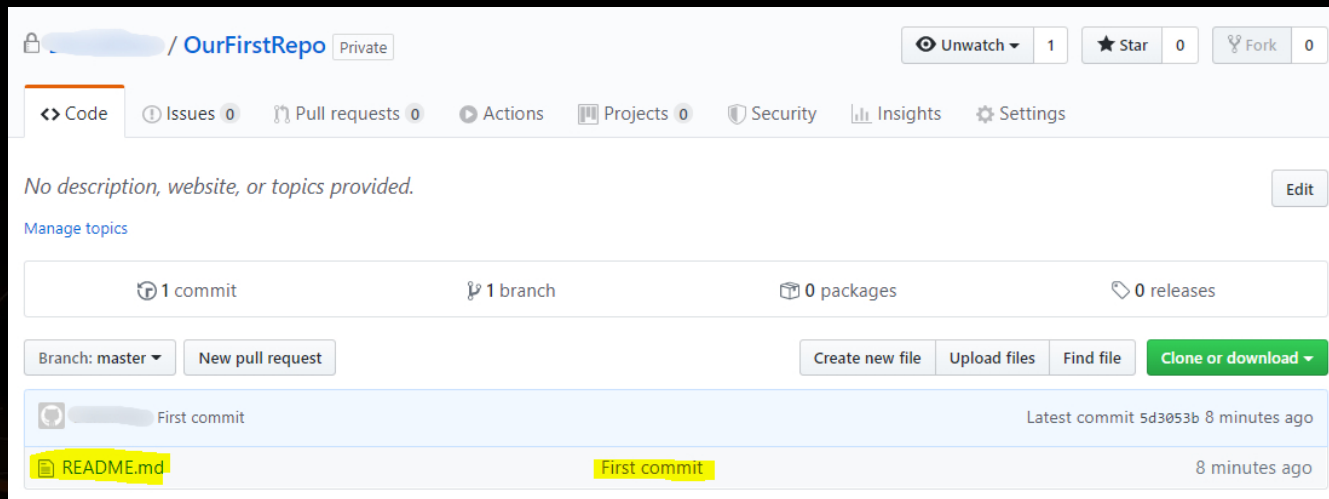 / OurFirstRepo Private Unwatch 1 Star 0 Fork 0
Code Issues 0 Pull requests 0 Actions Projects 0 Security Insights Settings
No description, website, or topics provided. Edit
Manage topics
1 commit 1 branch 0 packages 0 releases
Branch: master New pull request Create new file Upload files Find file Clone or download
First commit Latest commit 5d3053b 8 minutes ago
README.md First commit 8 minutes ago